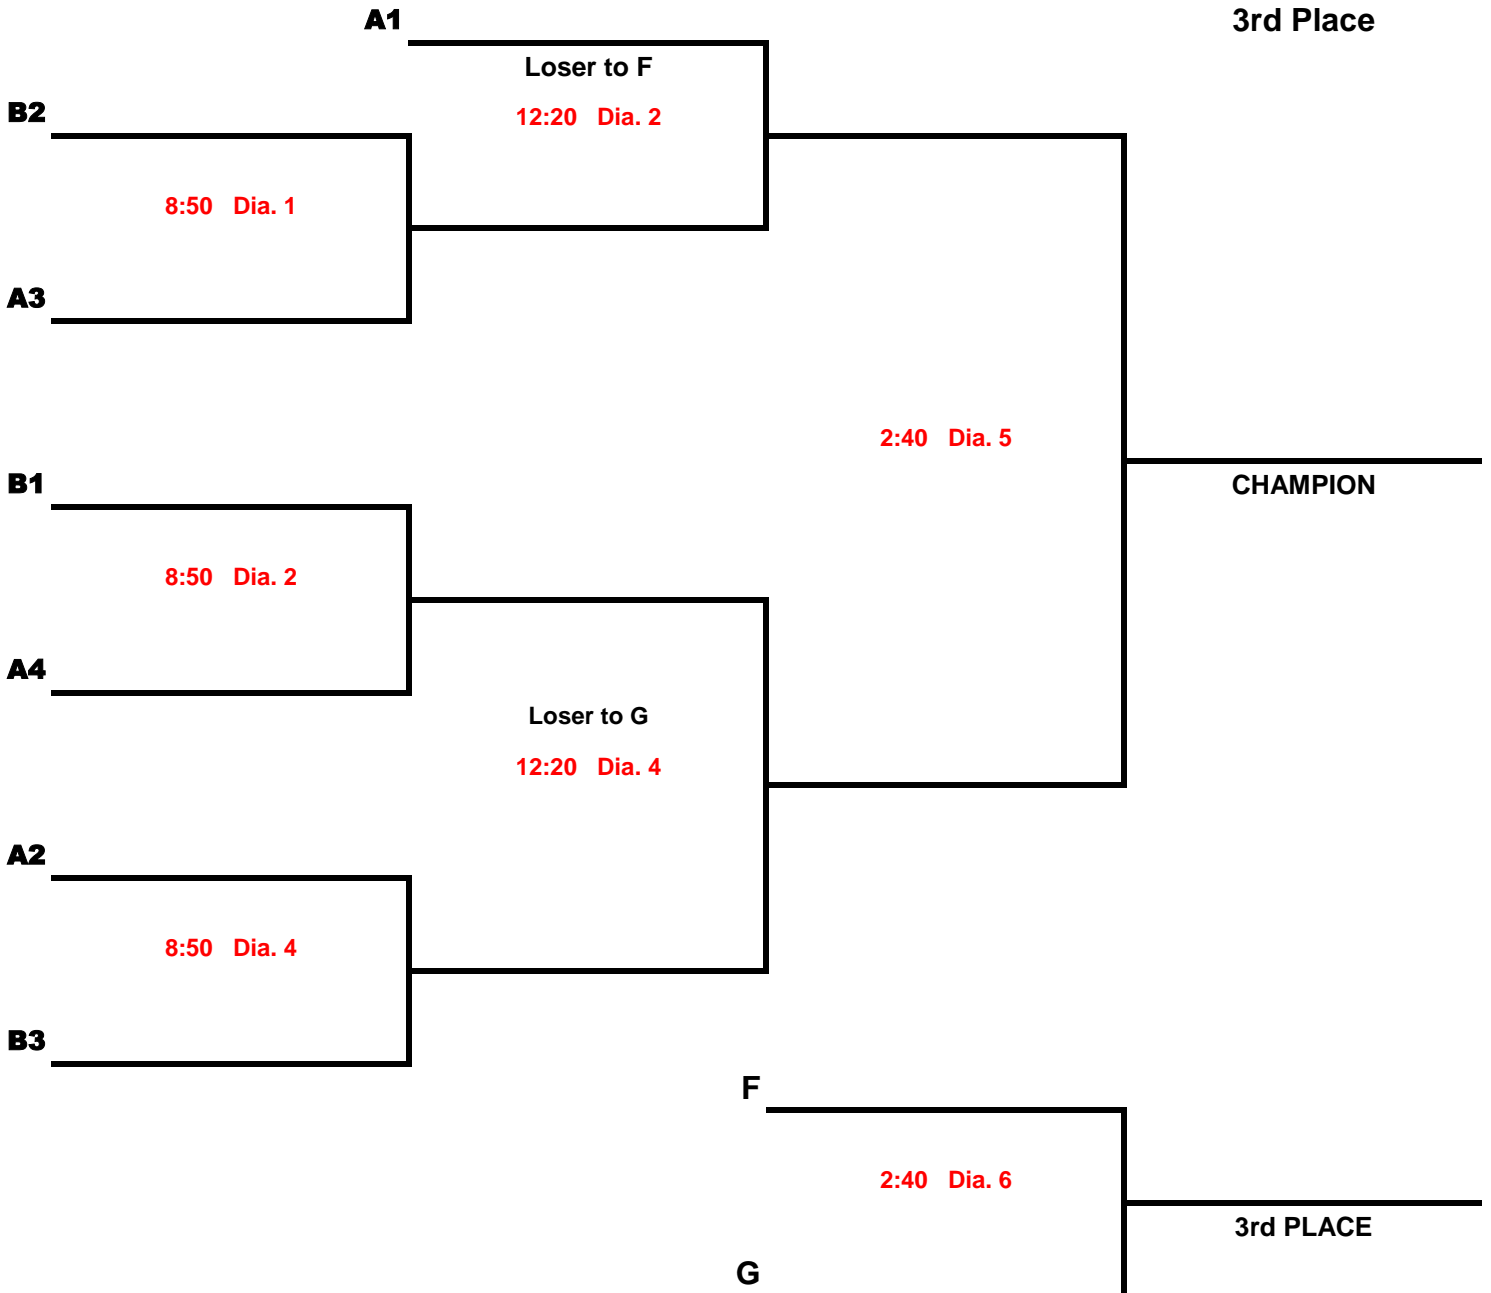 A1
3rd Place
Loser to F
B2
12:20 Dia. 2
8:50 Dia. 1
A3
2:40 Dia. 5
B1
CHAMPION
8:50 Dia. 2
A4
Loser to G
12:20 Dia. 4
A2
8:50 Dia. 4
B3
F
2:40 Dia. 6
3rd PLACE
G